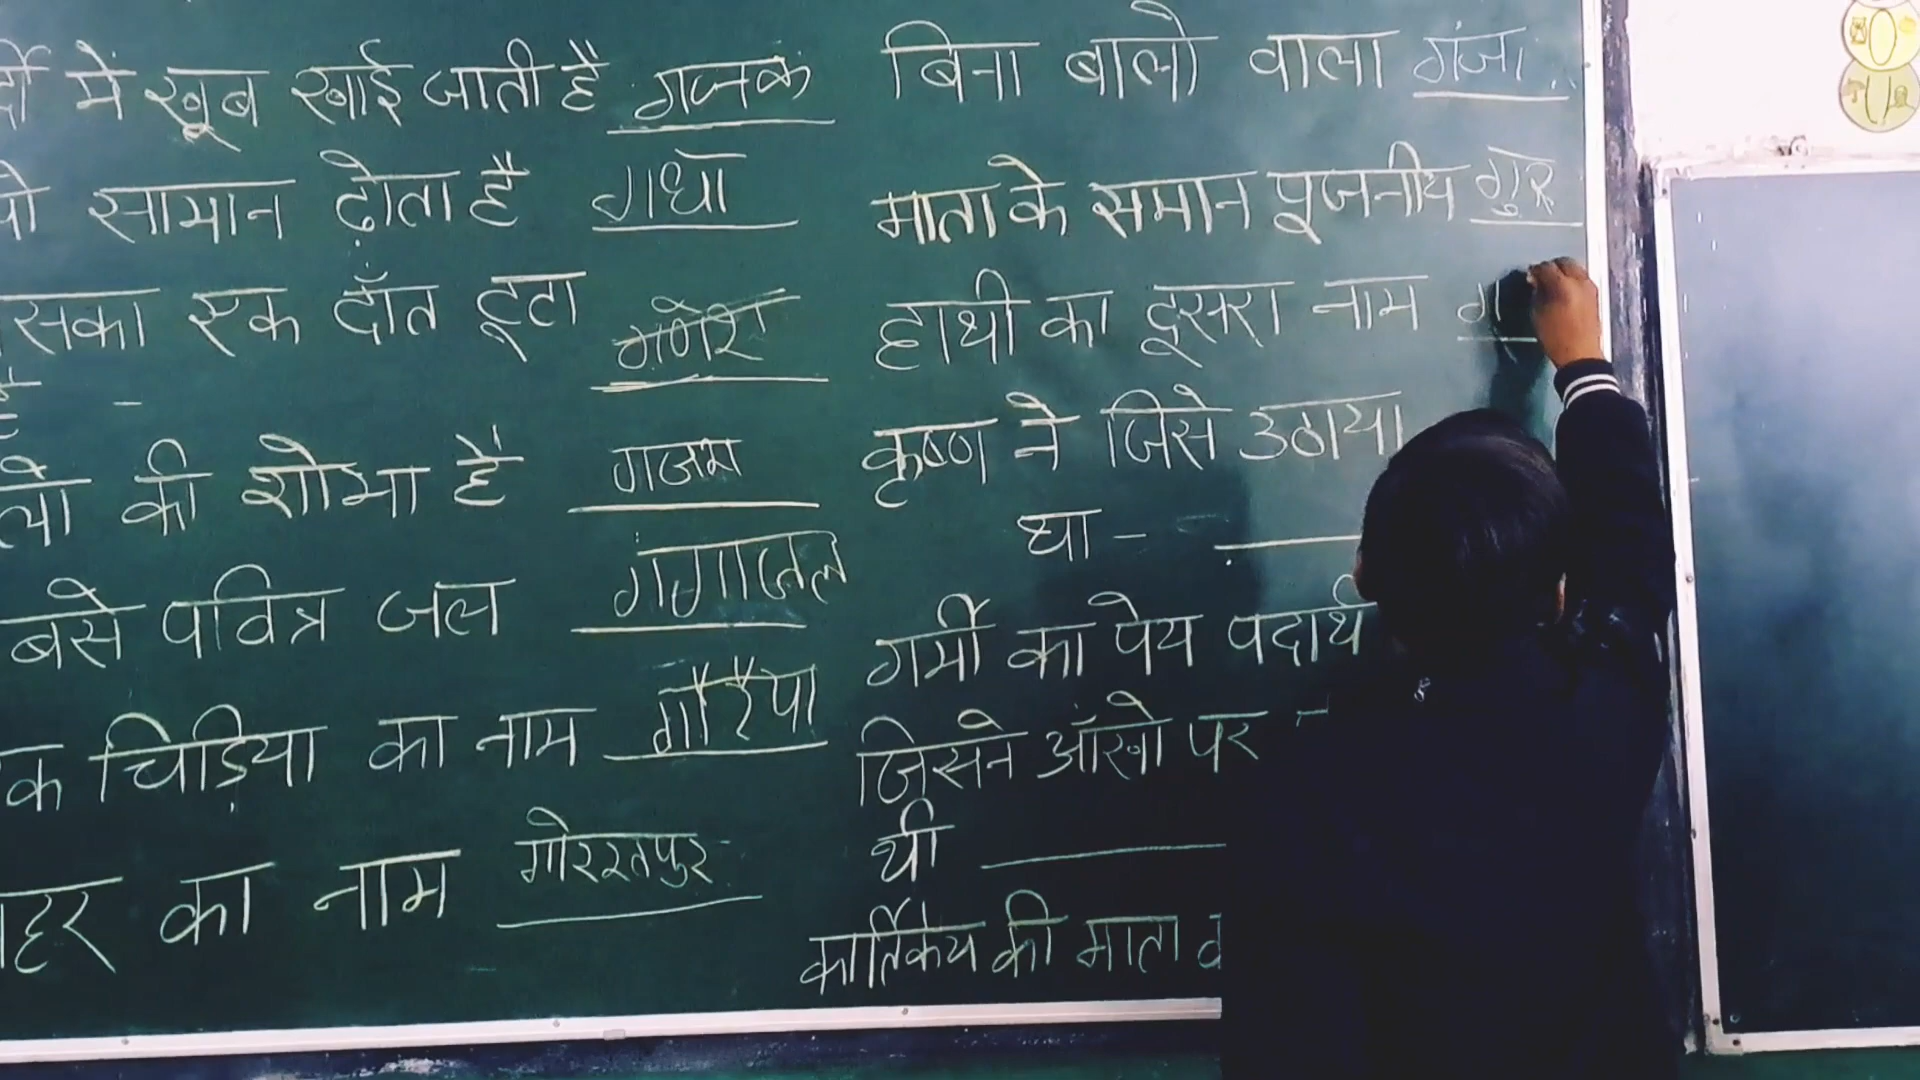 में खूब खाई जाती है गजक
सामान ढ़ोता है गधा
सका एक दाँत टूटा गणेश
है -
की शोभा है गजरा
बसे पवित्र जल गंगाजल
क चिड़िया का नाम गौरैया
हर का नाम गोरखपुर
बिना बालो वाला गंजा
माता के समान पूजनीय गुरू
हाथी का दूसरा नाम ग
कृष्ण ने जिसे उठाया
था -
गर्मी का पेय पदार्थ
जिसने आँखो पर
थी
कार्तिकेय की माता